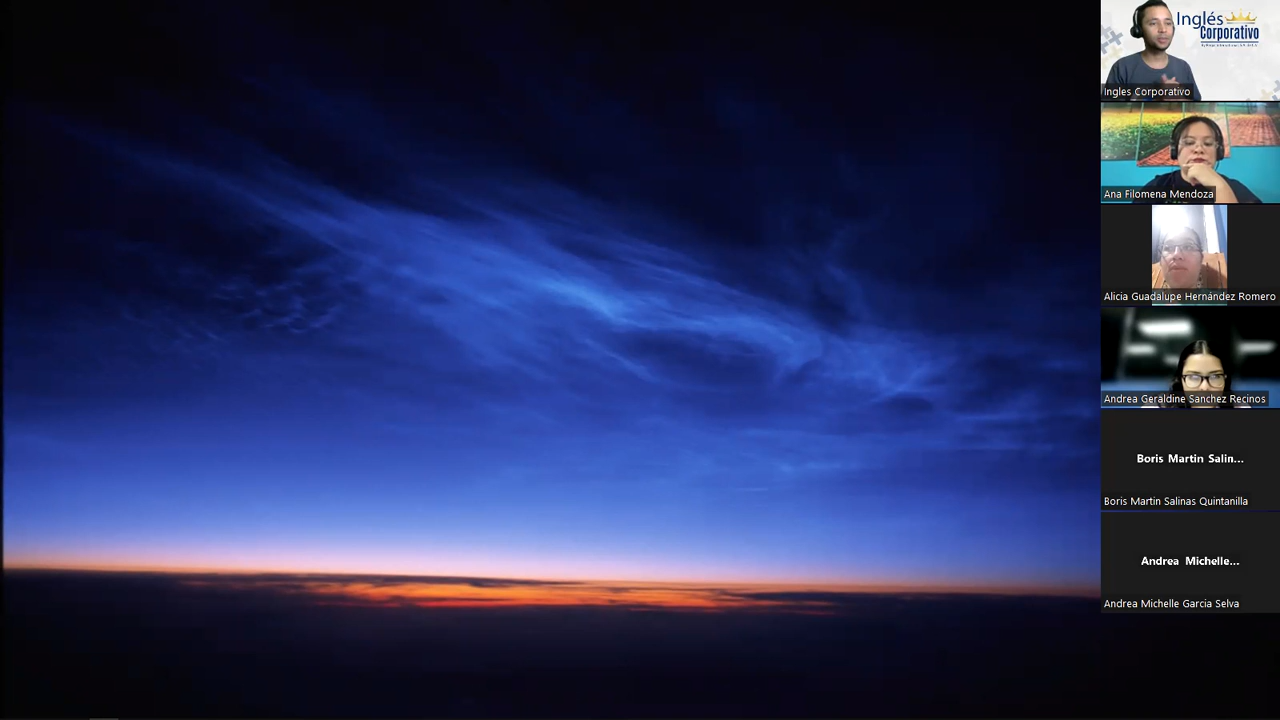 Inglés
Corporativo
Ingles Corporativo
Ana Filomena Mendoza
Alicia Guadalupe Hernández Romero
Andrea Geraldine Sanchez Recinos
Boris Martin Salin...
Boris Martin Salinas Quintanilla
Andrea Michelle...
Andrea Michelle Garcia Selva